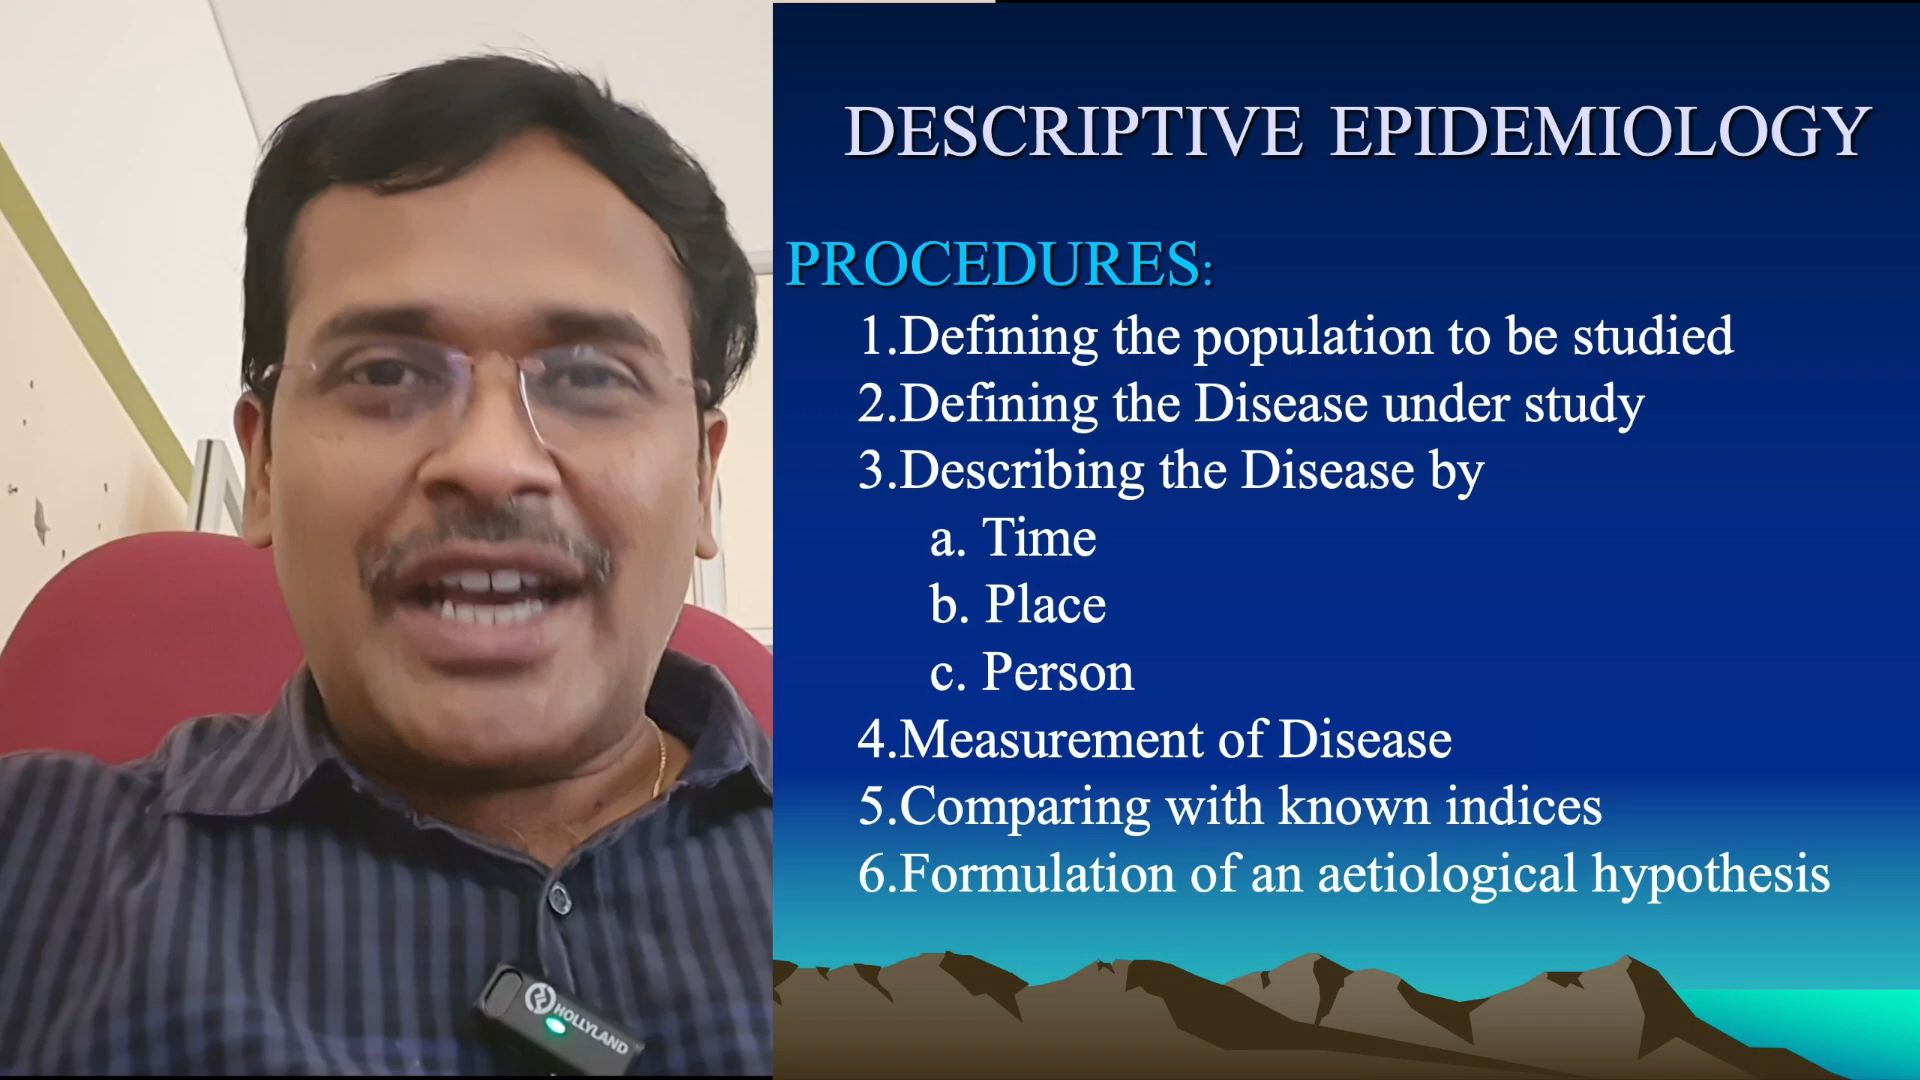 DESCRIPTIVE EPIDEMIOLOGY
PROCEDURES:
1.Defining the population to be studied
2.Defining the Disease under study
3.Describing the Disease by
a. Time
b. Place
c. Person
4.Measurement of Disease
5.Comparing with known indices
6.Formulation of an aetiological hypothesis
HOLLYLAND